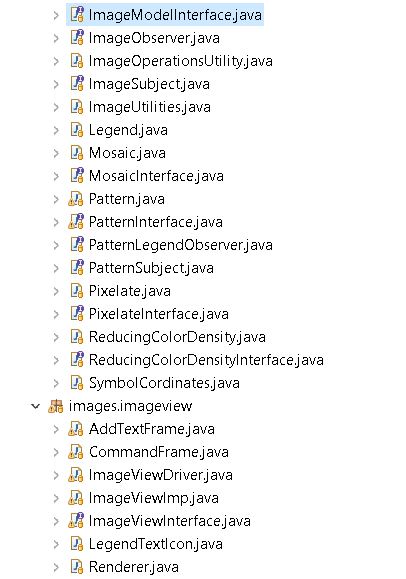 ImageModelInterface.java
ImageObserver.java
ImageOperationsUtility.java
ImageSubject.java
ImageUtilities.java
Legend.java
Mosaic.java
MosaicInterface.java
Pattern.java
PatternInterface.java
PatternLegendObserver.java
PatternSubject.java
Pixelate.java
PixelateInterface.java
ReducingColorDensity.java
ReducingColorDensityInterface.java
SymbolCordinates.java
images.imageview
AddTextFrame.java
CommandFrame.java
ImageViewDriver.java
ImageViewImp.java
ImageViewInterface.java
LegendTextIcon.java
Renderer.java